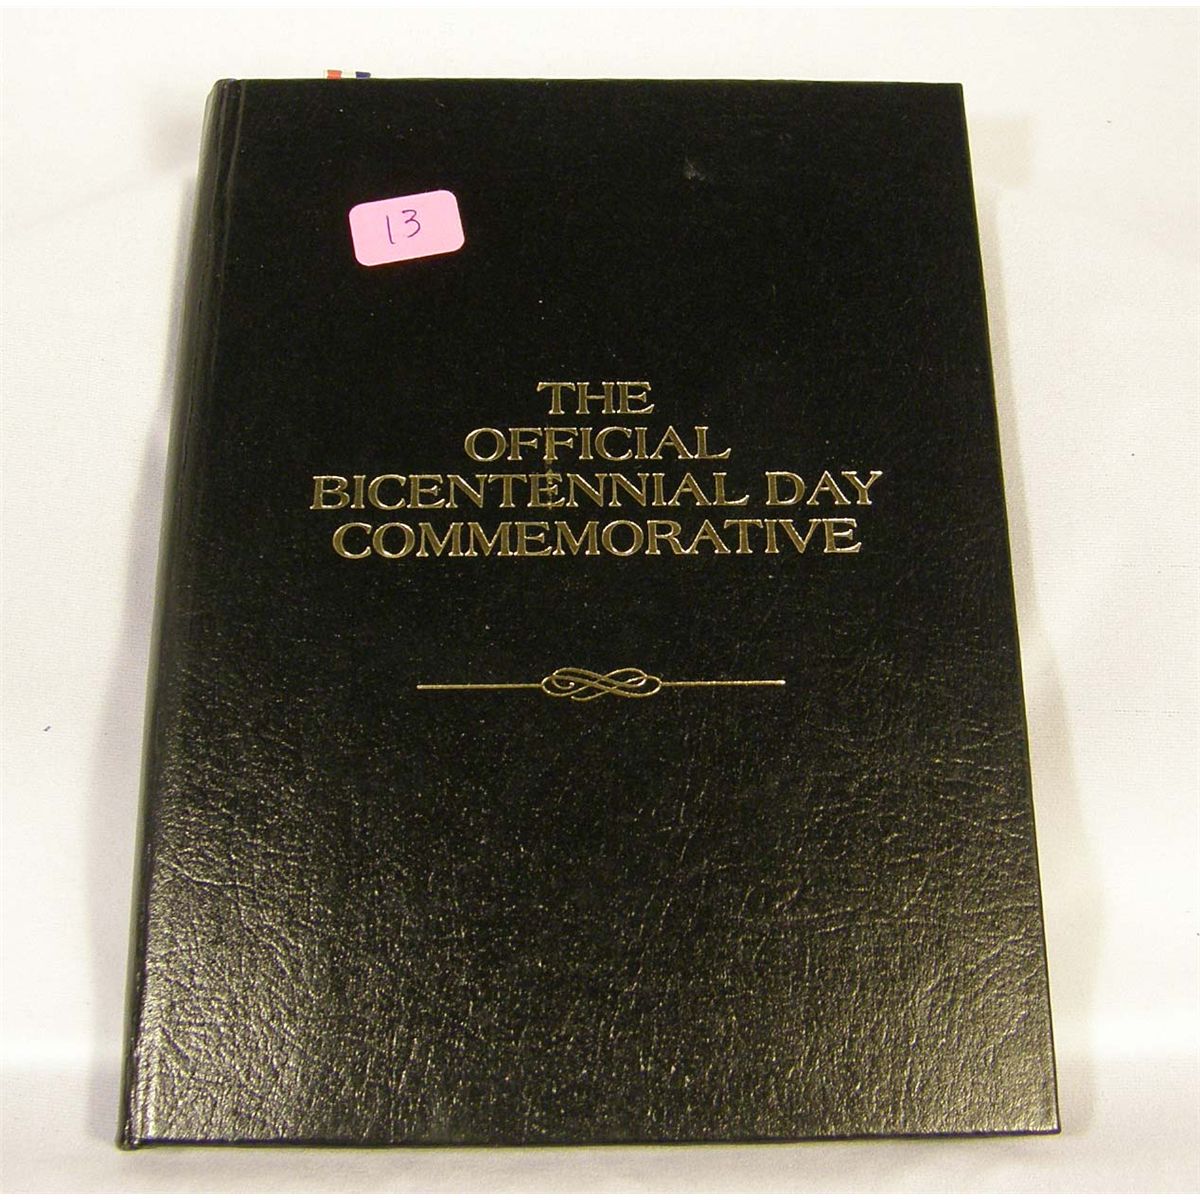 13
THE
OFFICIAL
BICENTENNIAL DAY
COMMEMORATIVE